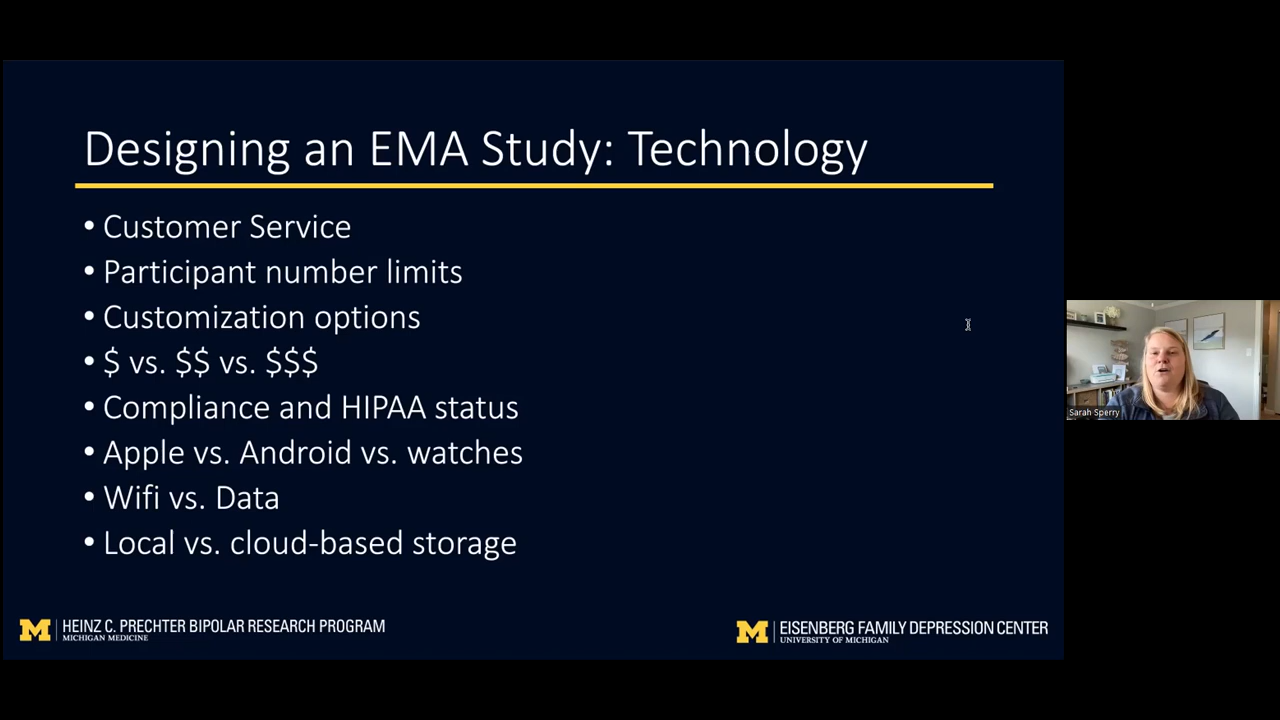 Designing an EMA Study: Technology
• Customer Service
• Participant number limits
• Customization options
• $ vs. $$ vs. $$$
• Compliance and HIPAA status
• Apple vs. Android vs. watches
• Wifi vs. Data
• Local vs. cloud-based storage
M | HEINZ C. PRECHTER BIPOLAR RESEARCH PROGRAM
MICHIGAN MEDICINE
M | EISENBERG FAMILY DEPRESSION CENTER
UNIVERSITY OF MICHIGAN
Sarah Sperry